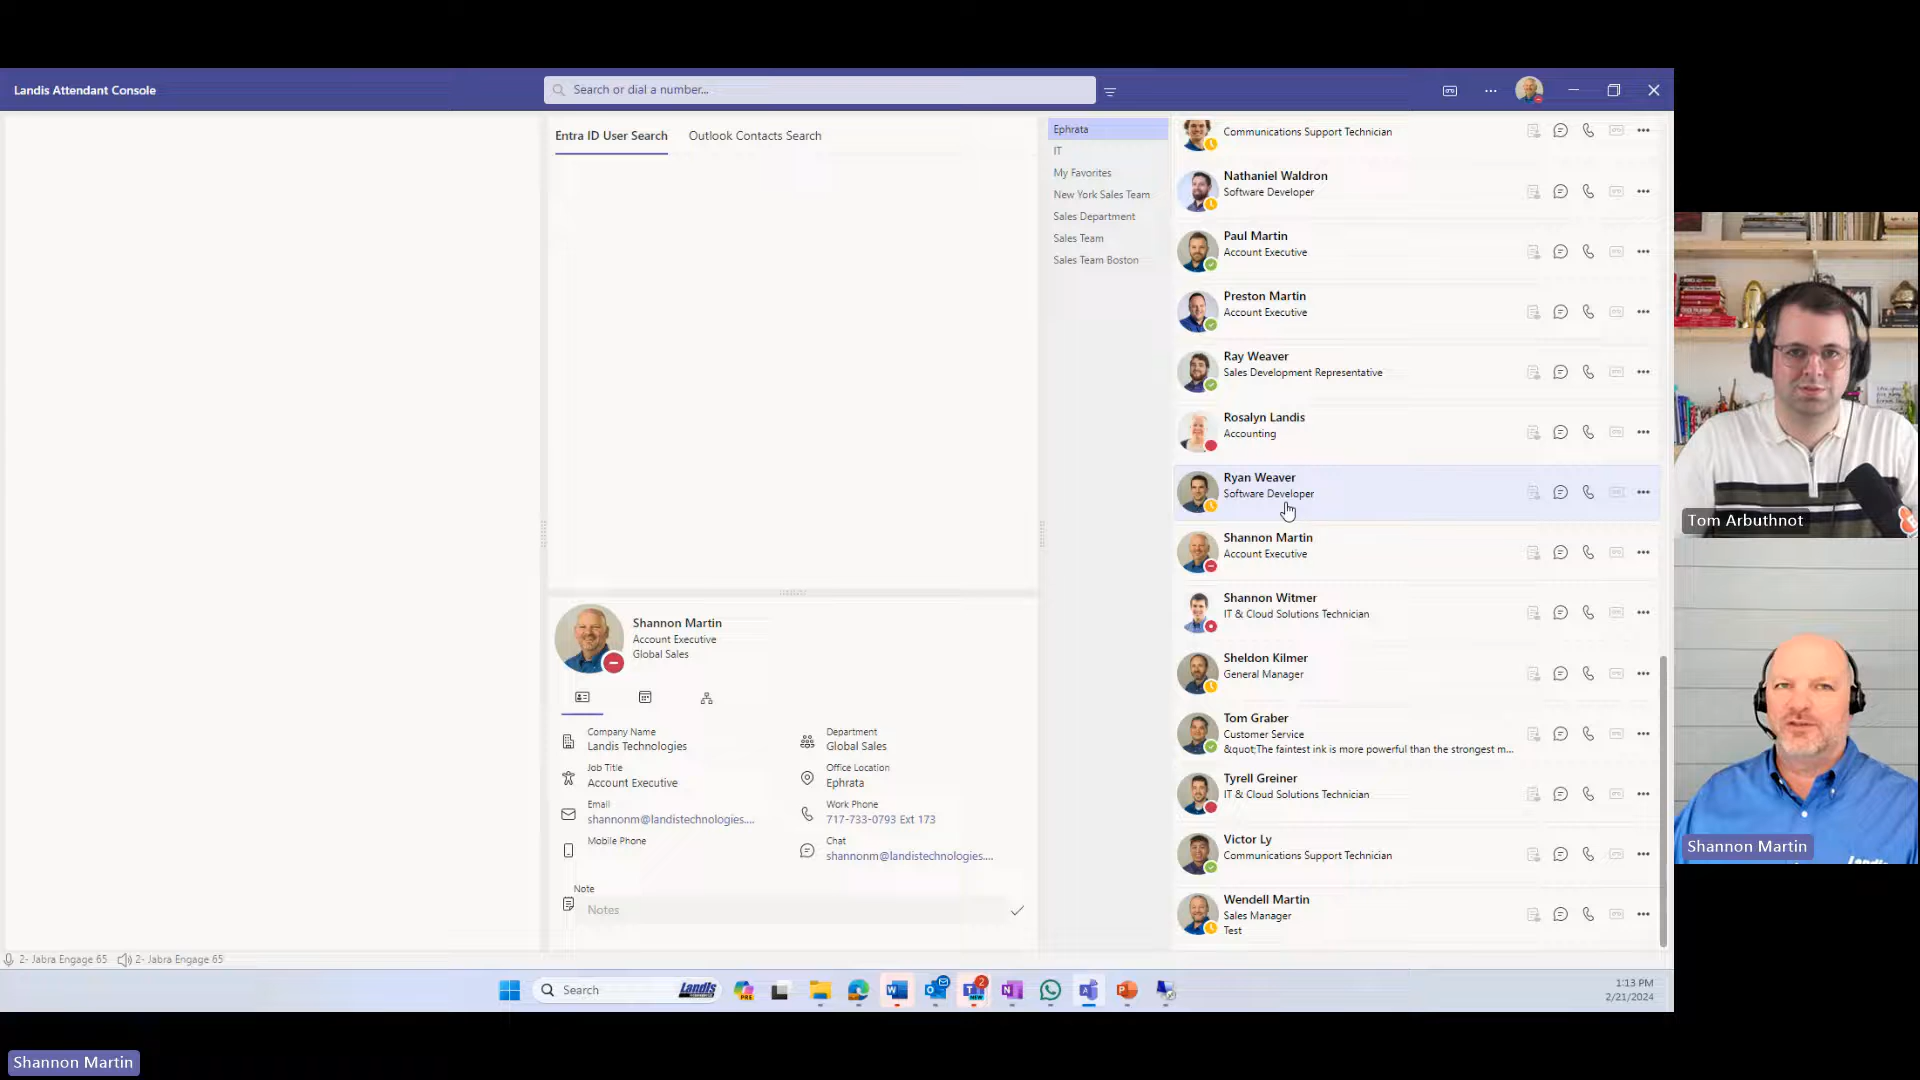 Landis Attendant Console
Search or dial a number...
Entra ID User Search
Outlook Contacts Search
Ephrata
IT
My Favorites
New York Sales Team
Sales Department
Sales Team
Sales Team Boston
Communications Support Technician
Nathaniel Waldron
Software Developer
Paul Martin
Account Executive
Preston Martin
Account Executive
Ray Weaver
Sales Development Representative
Rosalyn Landis
Accounting
Ryan Weaver
Software Developer
Shannon Martin
Account Executive
Shannon Witmer
IT & Cloud Solutions Technician
Sheldon Kilmer
General Manager
Tom Graber
Customer Service
&quot;The faintest ink is more powerful than the strongest m...
Tyrell Greiner
IT & Cloud Solutions Technician
Victor Ly
Communications Support Technician
Wendell Martin
Sales Manager
Test
Shannon Martin
Account Executive
Global Sales
Company Name
Landis Technologies
Department
Global Sales
Job Title
Account Executive
Office Location
Ephrata
Email
shannonm@landistechnologies....
Work Phone
717-733-0793 Ext 173
Mobile Phone
Chat
shannonm@landistechnologies....
Note
Notes
2- Jabra Engage 65
2- Jabra Engage 65
Search
Landis
PRE
2
NEW
1:13 PM
2/21/2024
Tom Arbuthnot
Shannon Martin
Shannon Martin